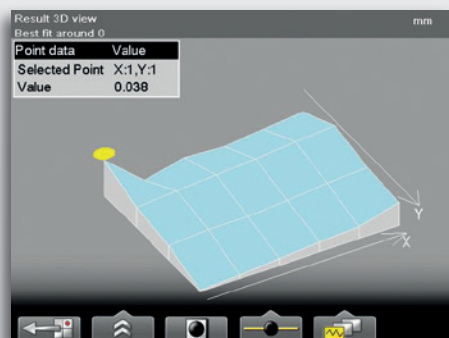 Result 3D view
mm
Best fit around 0
Point data Value
Selected Point X:1,Y:1
Value 0.038
Y
X